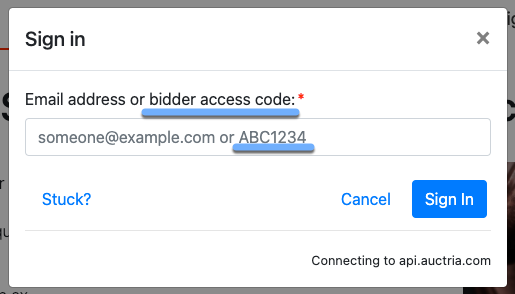 Sign in
×
Email address or bidder access code:*
someone@example.com or ABC1234
Stuck?
Cancel
Sign In
Connecting to api.auctria.com